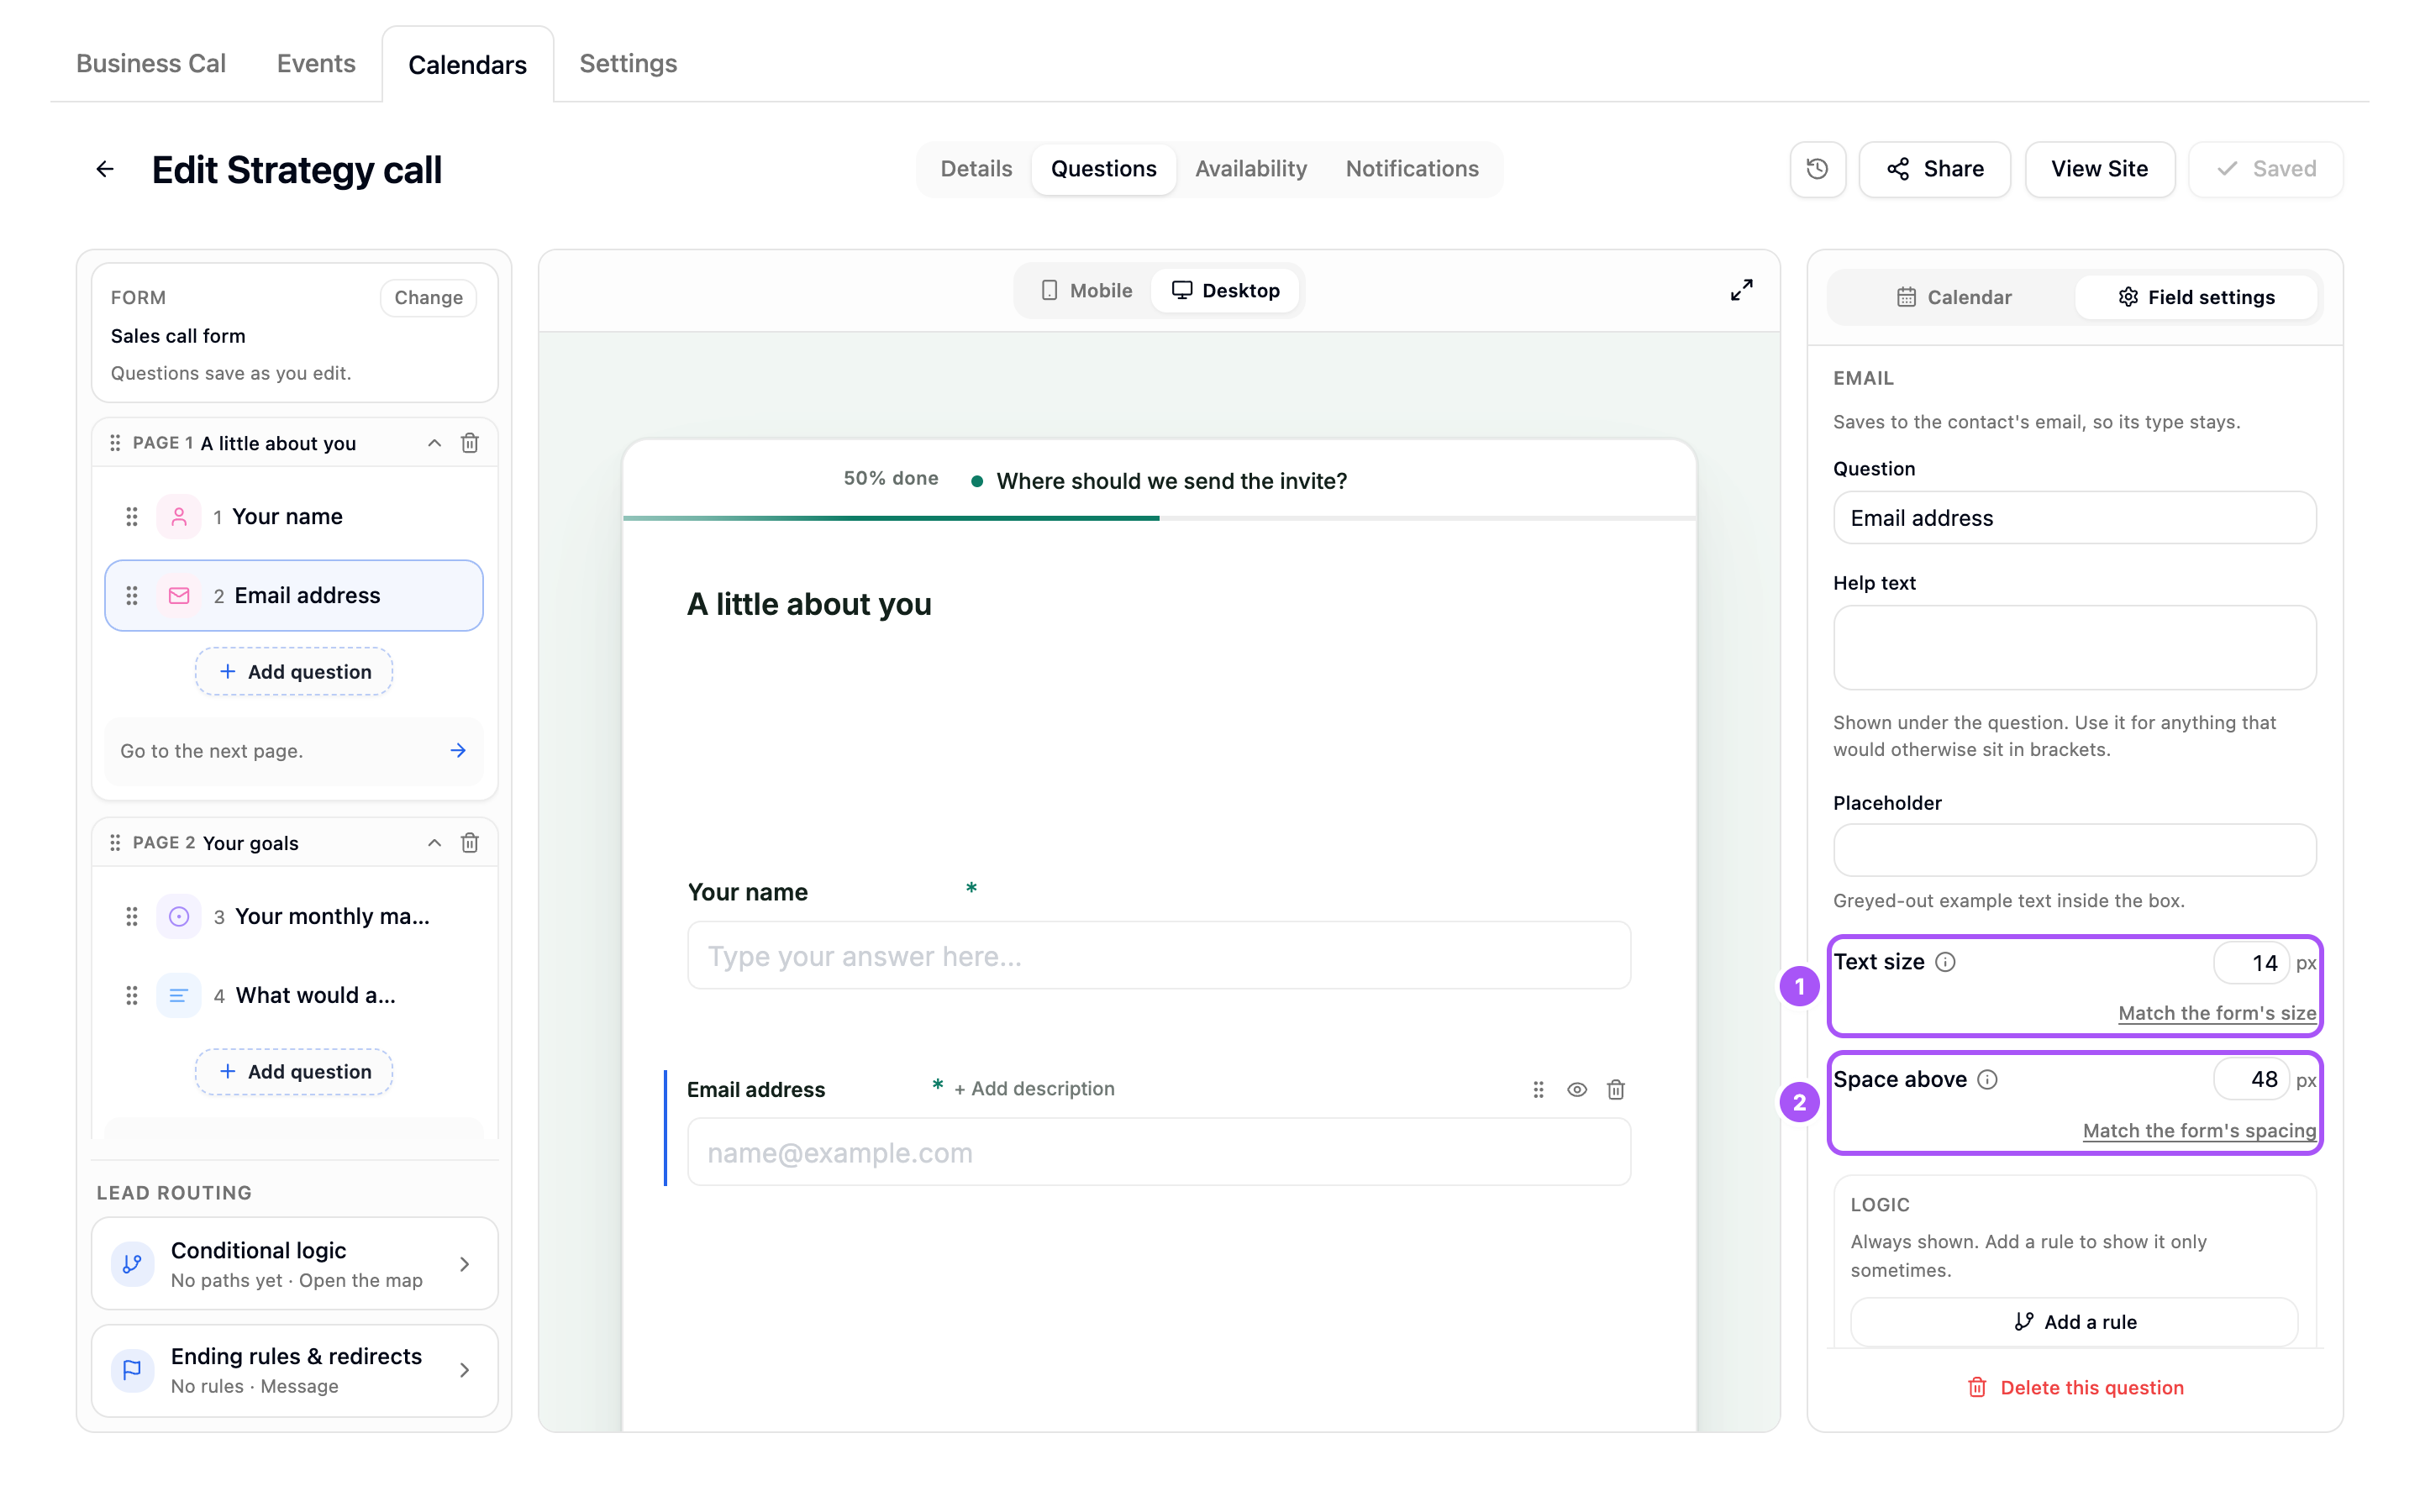 Business Cal
Events
Calendars
Settings
Edit Strategy call
Details
Questions
Availability
Notifications
Share
View Site
Saved
FORM
Change
Sales call form
Questions save as you edit.
PAGE 1 A little about you
1 Your name
2 Email address
+ Add question
Go to the next page.
PAGE 2 Your goals
3 Your monthly ma...
4 What would a...
+ Add question
LEAD ROUTING
Conditional logic
No paths yet · Open the map
Ending rules & redirects
No rules · Message
Mobile
Desktop
50% done
Where should we send the invite?
A little about you
Your name *
Type your answer here...
Email address * + Add description
name@example.com
Calendar
Field settings
EMAIL
Saves to the contact's email, so its type stays.
Question
Email address
Help text
Shown under the question. Use it for anything that
would otherwise sit in brackets.
Placeholder
Greyed-out example text inside the box.
1
Text size 14 px
Match the form's size
2
Space above 48 px
Match the form's spacing
LOGIC
Always shown. Add a rule to show it only
sometimes.
Add a rule
Delete this question